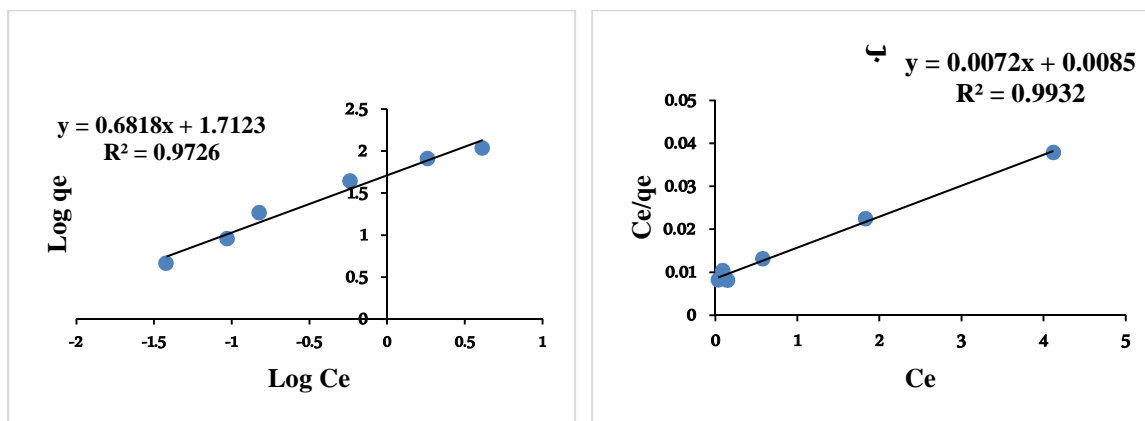 y = 0.6818x + 1.7123
R² = 0.9726
Log qe
2.5
2
1.5
1
0.5
0
-2 -1.5 -1 -0.5 0 0.5 1
Log Ce
y = 0.0072x + 0.0085
R² = 0.9932
Ce/qe
0.05
0.04
0.03
0.02
0.01
0
0 1 2 3 4 5
Ce